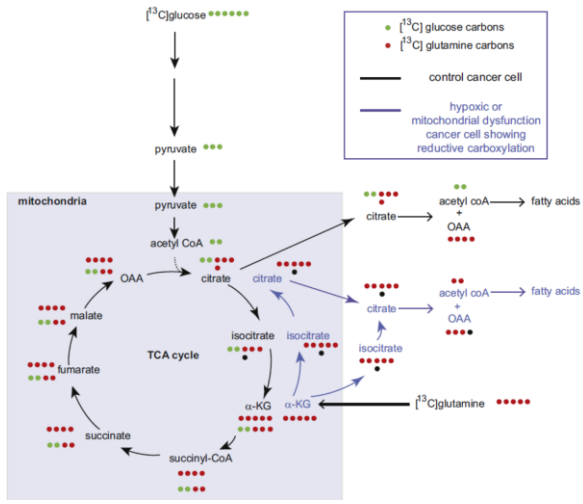 [13C]glucose
[13C] glucose carbons
[13C] glutamine carbons
control cancer cell
hypoxic or
mitochondrial dysfunction
cancer cell showing
reductive carboxylation
pyruvate
mitochondria
pyruvate
acetyl CoA
OAA
citrate
citrate
citrate
acetyl coA
+
OAA
fatty acids
malate
isocitrate
isocitrate
citrate
acetyl coA
+
OAA
fatty acids
isocitrate
TCA cycle
fumarate
α-KG
α-KG
[13C]glutamine
succinate
succinyl-CoA